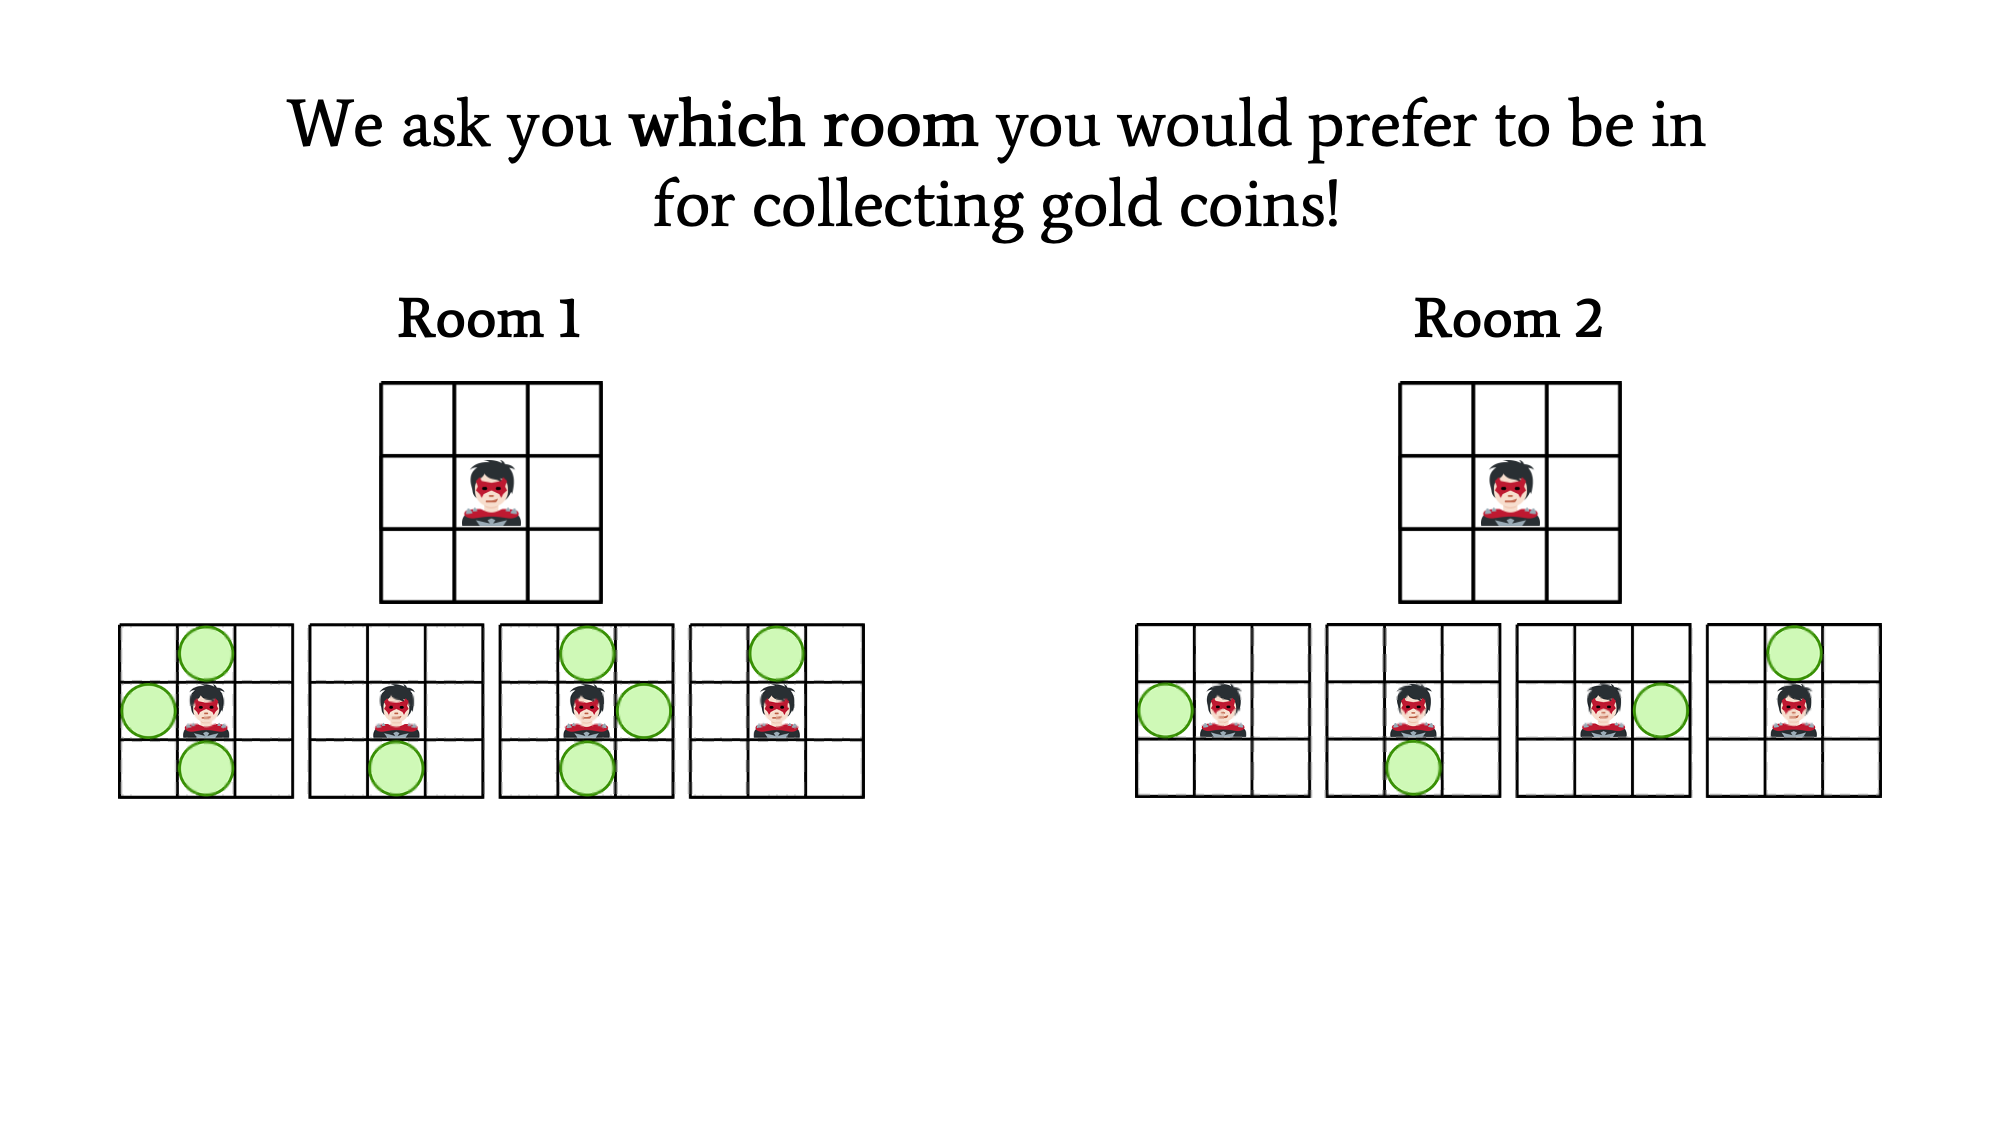 We ask you which room you would prefer to be in
for collecting gold coins!
Room 1
Room 2